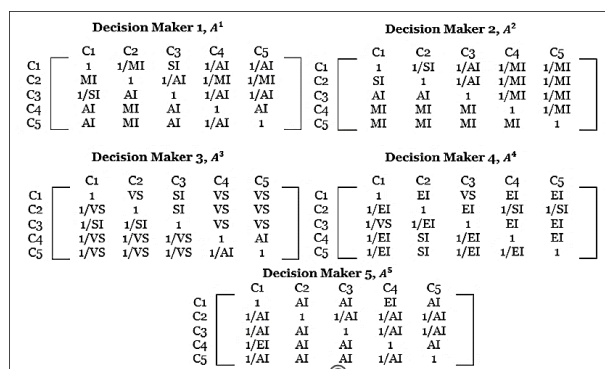 Decision Maker 1, A¹
C1 C2 C3 C4 C5
C1 1 1/MI SI 1/AI 1/AI
C2 MI 1 1/AI 1/MI 1/MI
C3 1/SI AI 1 1/AI 1/AI
C4 AI MI AI 1 AI
C5 AI MI AI 1/AI 1
Decision Maker 2, A²
C1 C2 C3 C4 C5
C1 1 1/SI 1/AI 1/MI 1/MI
C2 SI 1 1/AI 1/MI 1/MI
C3 AI AI 1 1/MI 1/MI
C4 MI MI MI 1 1/MI
C5 MI MI MI MI 1
Decision Maker 3, A³
C1 C2 C3 C4 C5
C1 1 VS SI VS VS
C2 1/VS 1 SI VS VS
C3 1/SI 1/SI 1 VS VS
C4 1/VS 1/VS 1/VS 1 AI
C5 1/VS 1/VS 1/VS 1/AI 1
Decision Maker 4, A⁴
C1 C2 C3 C4 C5
C1 1 EI VS EI EI
C2 1/EI 1 EI 1/SI 1/SI
C3 1/VS 1/EI 1 EI EI
C4 1/EI SI 1/EI 1 EI
C5 1/EI SI 1/EI 1/EI 1
Decision Maker 5, A⁵
C1 C2 C3 C4 C5
C1 1 AI AI EI AI
C2 1/AI 1 1/AI 1/AI 1/AI
C3 1/AI AI 1 1/AI 1/AI
C4 1/EI AI AI 1 AI
C5 1/AI AI AI 1/AI 1